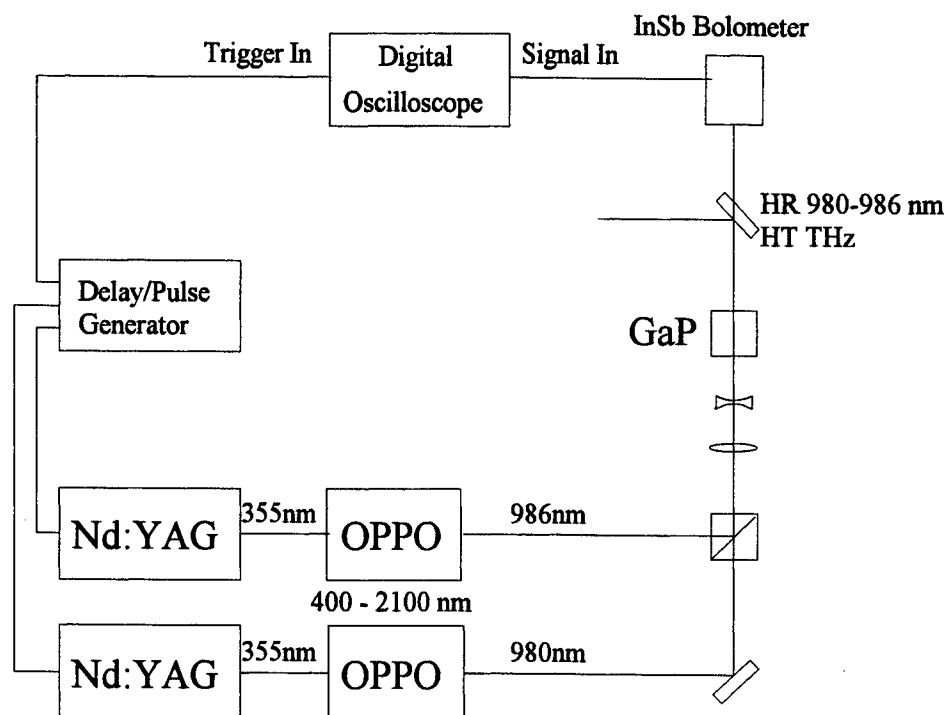 InSb Bolometer
Trigger In
Digital
Oscilloscope
Signal In
HR 980-986 nm
HT THz
Delay/Pulse
Generator
GaP
Nd:YAG
355nm
OPPO
986nm
400 - 2100 nm
Nd:YAG
355nm
OPPO
980nm